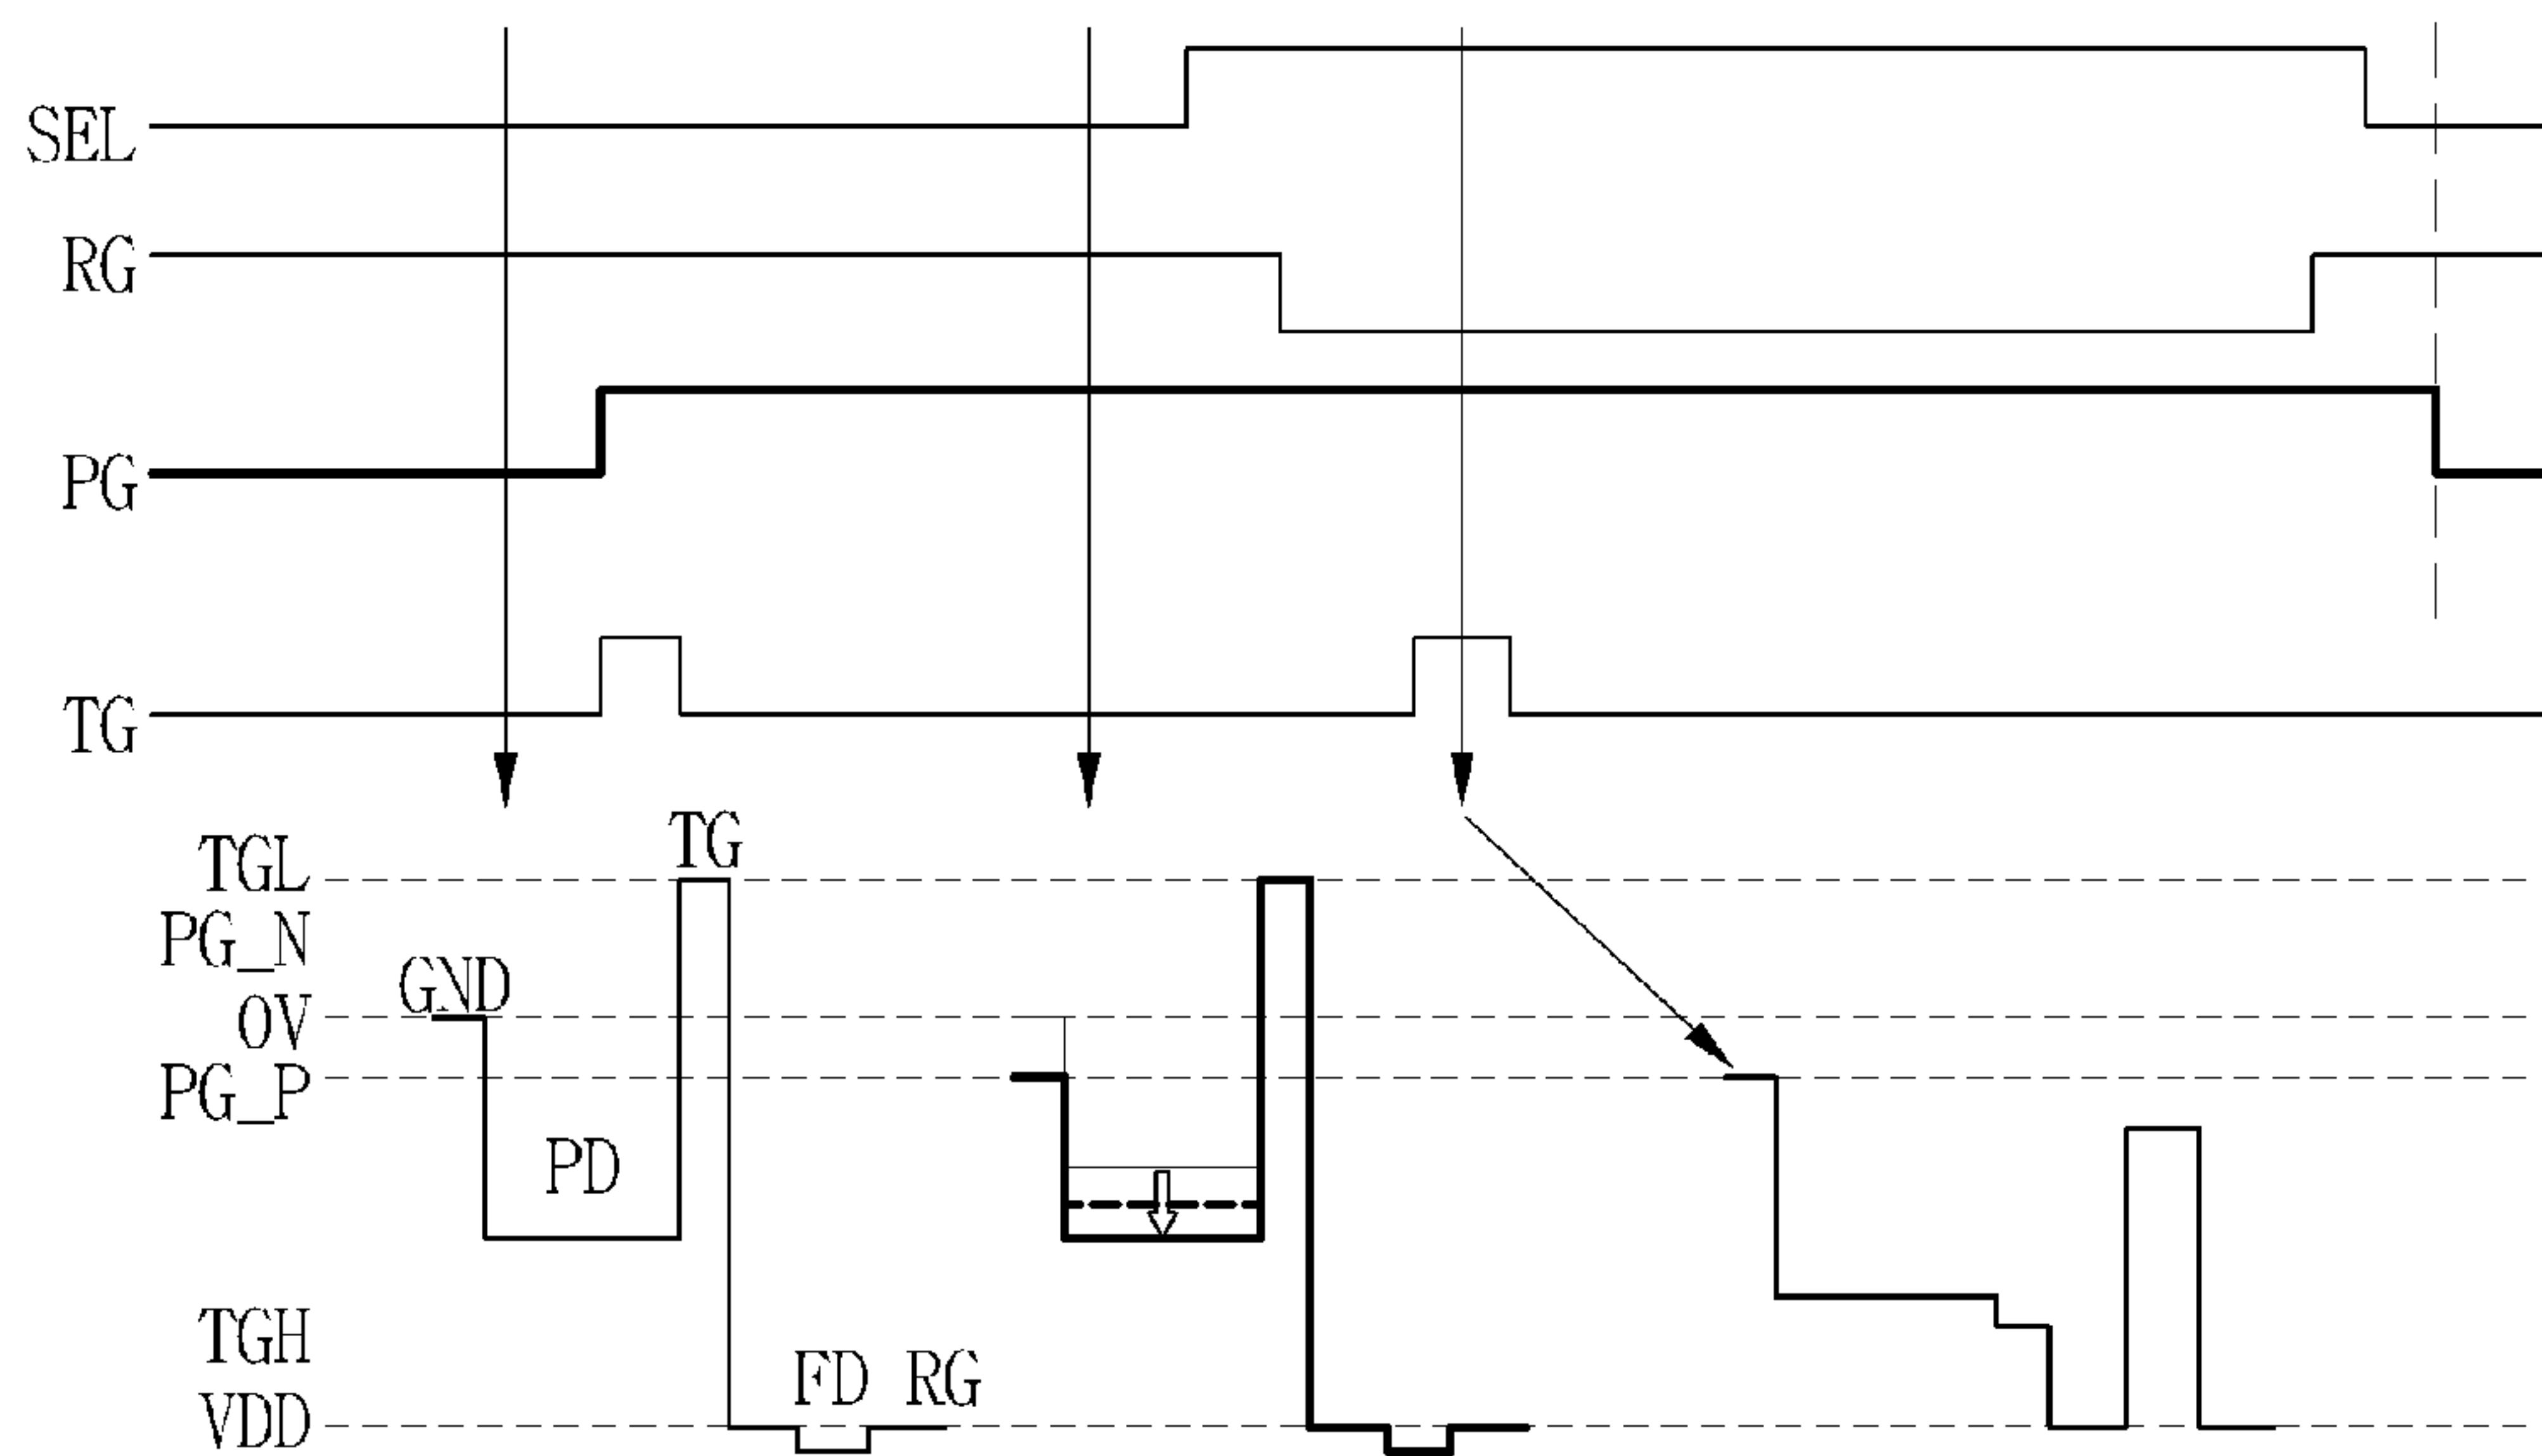 SEL
RG
PG
TG
TG
TGL
PG_N
GND
0V
PG_P
PD
TGH
FD RG
VDD